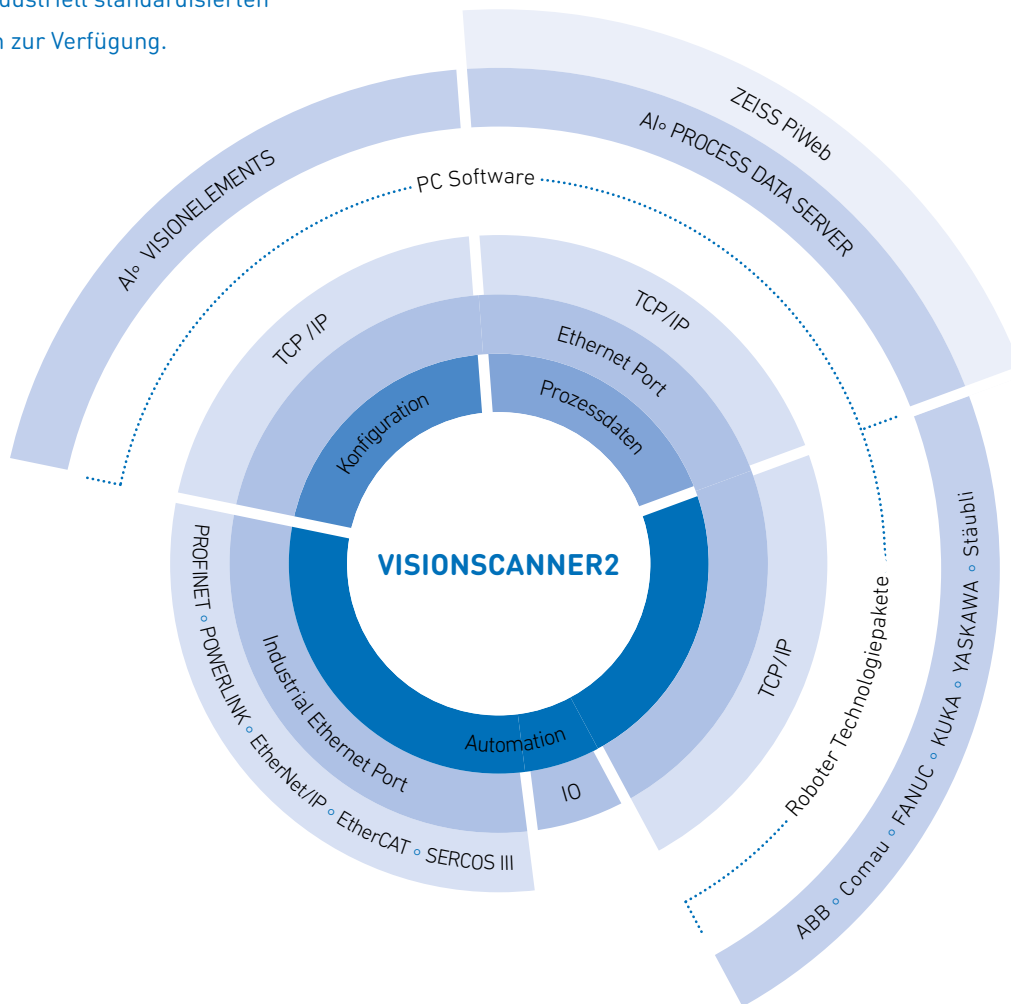 standardisierten
zur Verfügung.
ZEISS PiWeb
AI° PROCESS DATA SERVER
AI° VISIONELEMENTS
PC Software
TCP /IP
TCP/IP
Ethernet Port
Konfiguration
Prozessdaten
VISIONSCANNER2
TCP/IP
Automation
IO
Industrial Ethernet Port
PROFINET ° POWERLINK ° EtherNet/IP ° EtherCAT ° SERCOS III
Roboter Technologiepakete
ABB ° Comau ° FANUC ° KUKA ° YASKAWA ° Stäubli